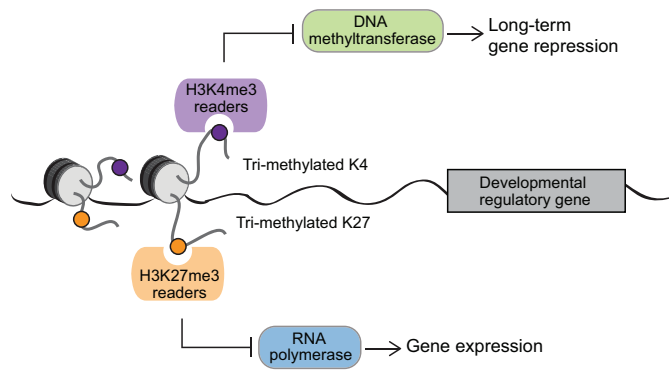 DNA
methyltransferase
Long-term
gene repression
H3K4me3
readers
Tri-methylated K4
Developmental
regulatory gene
Tri-methylated K27
H3K27me3
readers
RNA
polymerase
Gene expression